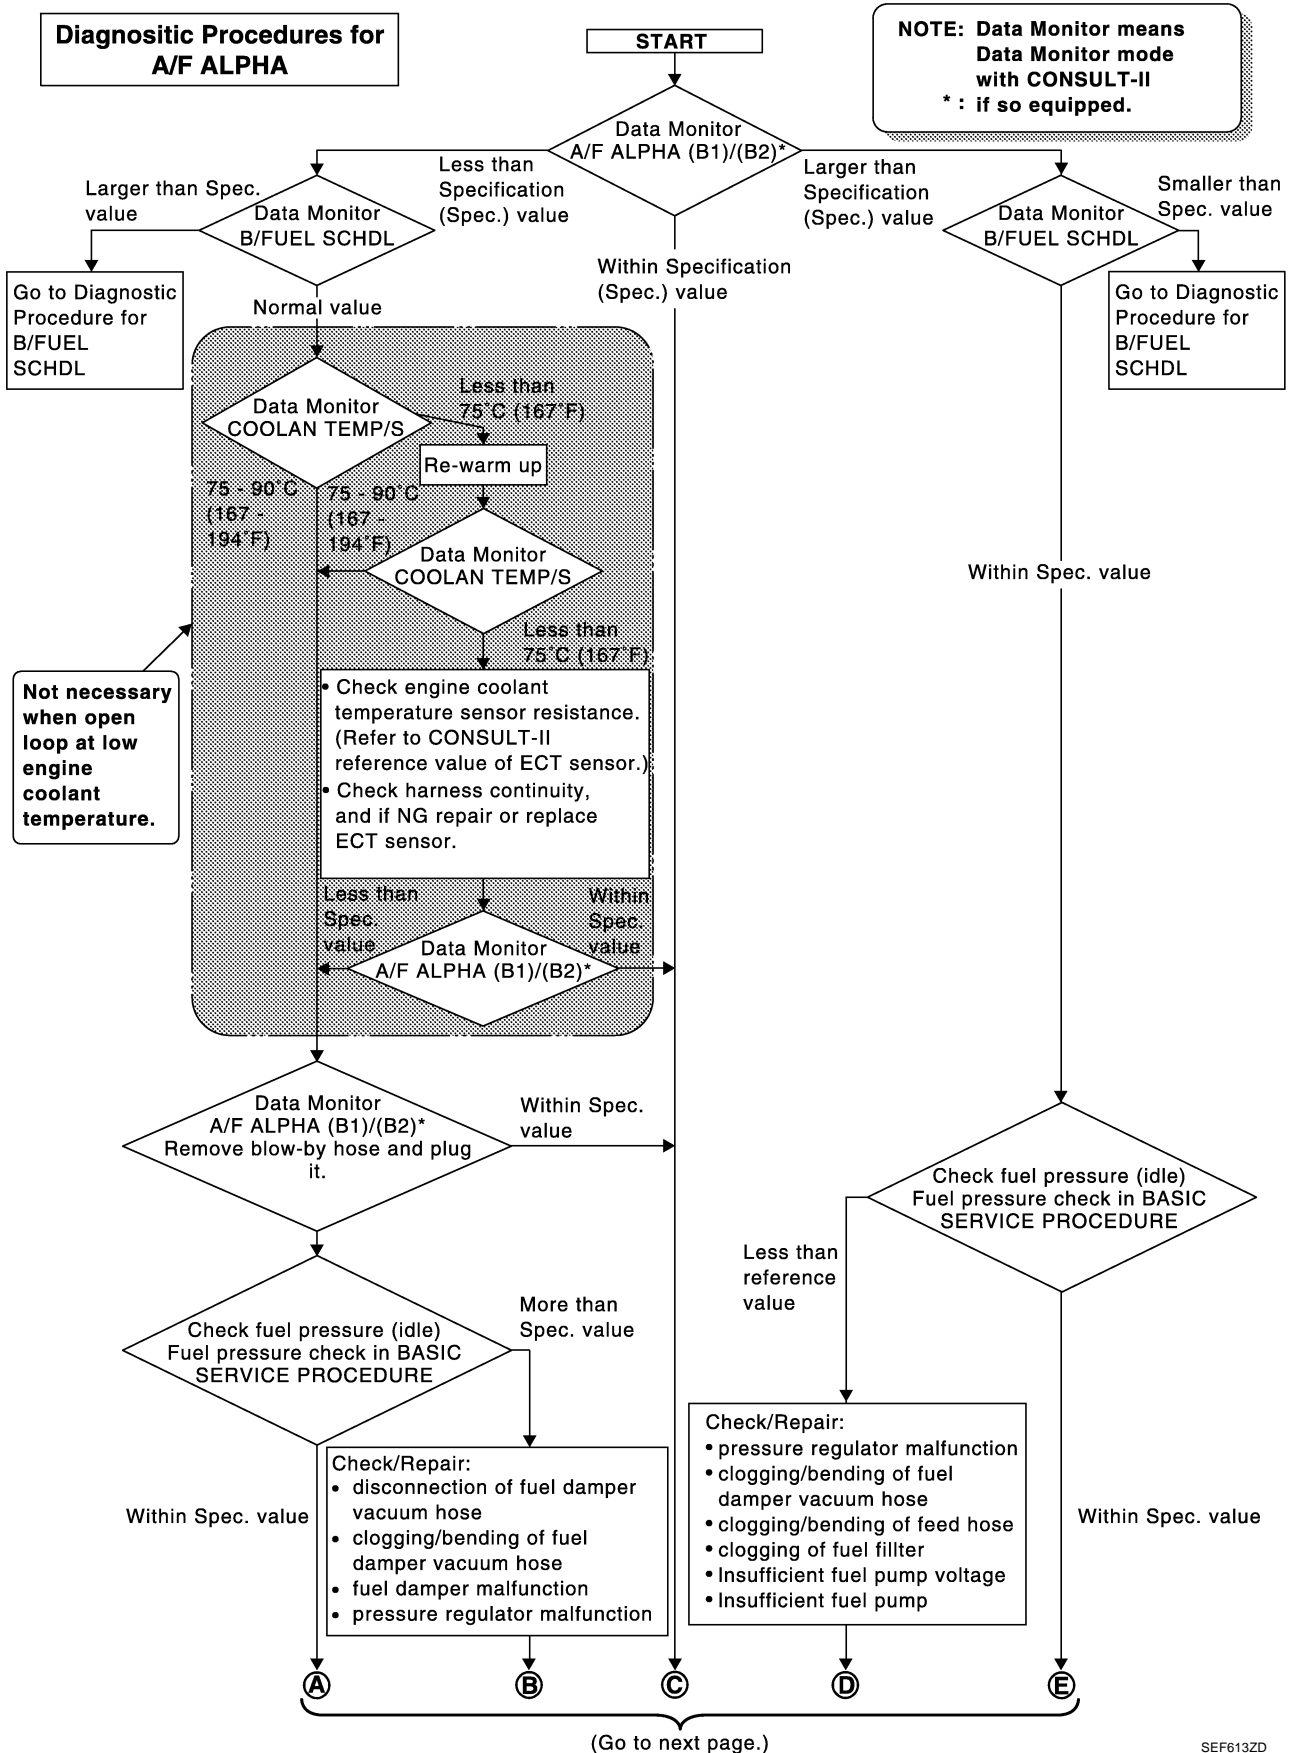 Diagnositic Procedures for
A/F ALPHA
START
NOTE: Data Monitor means
Data Monitor mode
with CONSULT-II
* : if so equipped.
Data Monitor
A/F ALPHA (B1)/(B2)*
Less than
Specification
(Spec.) value
Larger than
Specification
(Spec.) value
Within Specification
(Spec.) value
Larger than Spec.
value
Data Monitor
B/FUEL SCHDL
Smaller than
Spec. value
Data Monitor
B/FUEL SCHDL
Go to Diagnostic
Procedure for
B/FUEL
SCHDL
Normal value
Go to Diagnostic
Procedure for
B/FUEL
SCHDL
Data Monitor
COOLAN TEMP/S
Less than
75˚C (167˚F)
Re-warm up
75 - 90˚C
(167 -
194˚F)
75 - 90˚C
(167 -
194˚F)
Data Monitor
COOLAN TEMP/S
Within Spec. value
Less than
75˚C (167˚F)
Not necessary
when open
loop at low
engine
coolant
temperature.
• Check engine coolant
temperature sensor resistance.
(Refer to CONSULT-II
reference value of ECT sensor.)
• Check harness continuity,
and if NG repair or replace
ECT sensor.
Less than
Spec.
value
Within
Spec.
value
Data Monitor
A/F ALPHA (B1)/(B2)*
Data Monitor
A/F ALPHA (B1)/(B2)*
Remove blow-by hose and plug
it.
Within Spec.
value
Check fuel pressure (idle)
Fuel pressure check in BASIC
SERVICE PROCEDURE
Less than
reference
value
Check fuel pressure (idle)
Fuel pressure check in BASIC
SERVICE PROCEDURE
More than
Spec. value
Within Spec. value
Check/Repair:
• disconnection of fuel damper
vacuum hose
• clogging/bending of fuel
damper vacuum hose
• fuel damper malfunction
• pressure regulator malfunction
Check/Repair:
• pressure regulator malfunction
• clogging/bending of fuel
damper vacuum hose
• clogging/bending of feed hose
• clogging of fuel fillter
• Insufficient fuel pump voltage
• Insufficient fuel pump
Within Spec. value
A
B
C
D
E
(Go to next page.)
SEF613ZD